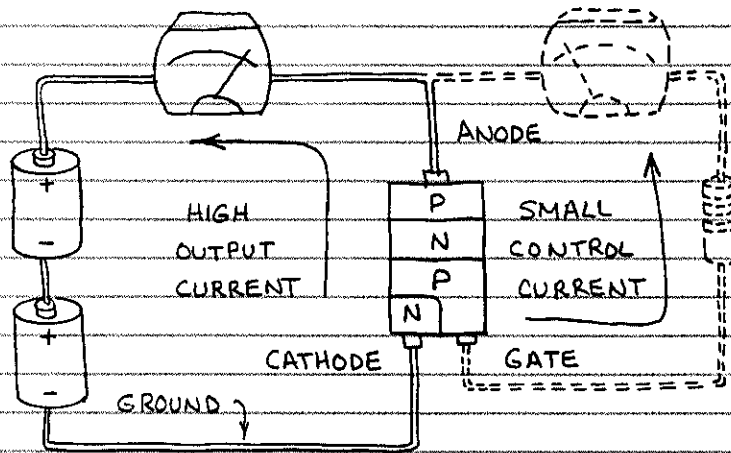 ANODE
+
-
+
-
HIGH
OUTPUT
CURRENT
P
N
P
N
SMALL
CONTROL
CURRENT
CATHODE
GATE
GROUND